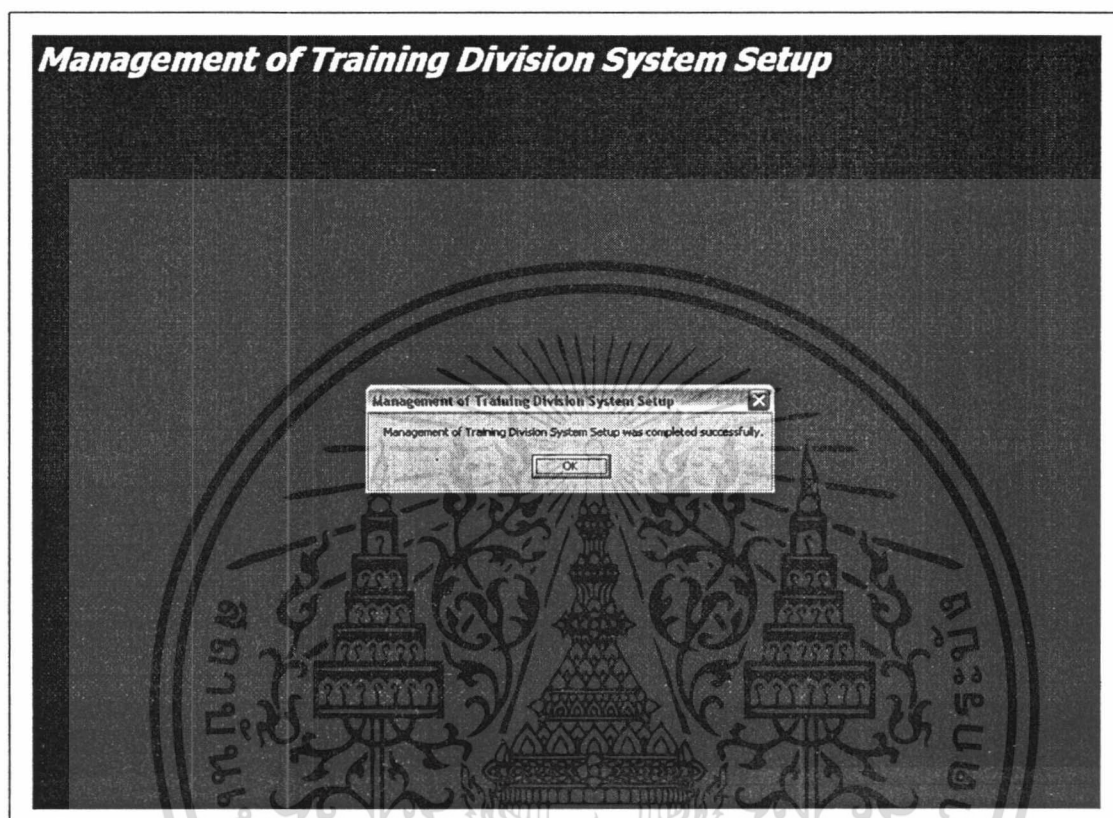 Management of Training Division System Setup
Management of Training Division System Setup
Management of Training Division System Setup was completed successfully.
OK